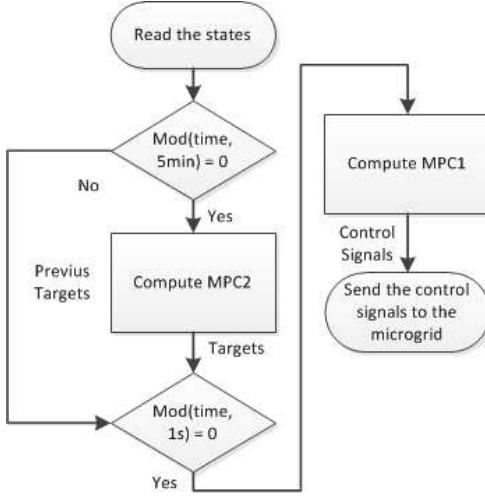 Read the states
Mod(time,
5min) = 0
No
Yes
Previus
Targets
Compute MPC2
Targets
Mod(time,
1s) = 0
Yes
Compute MPC1
Control
Signals
Send the control
signals to the
microgrid